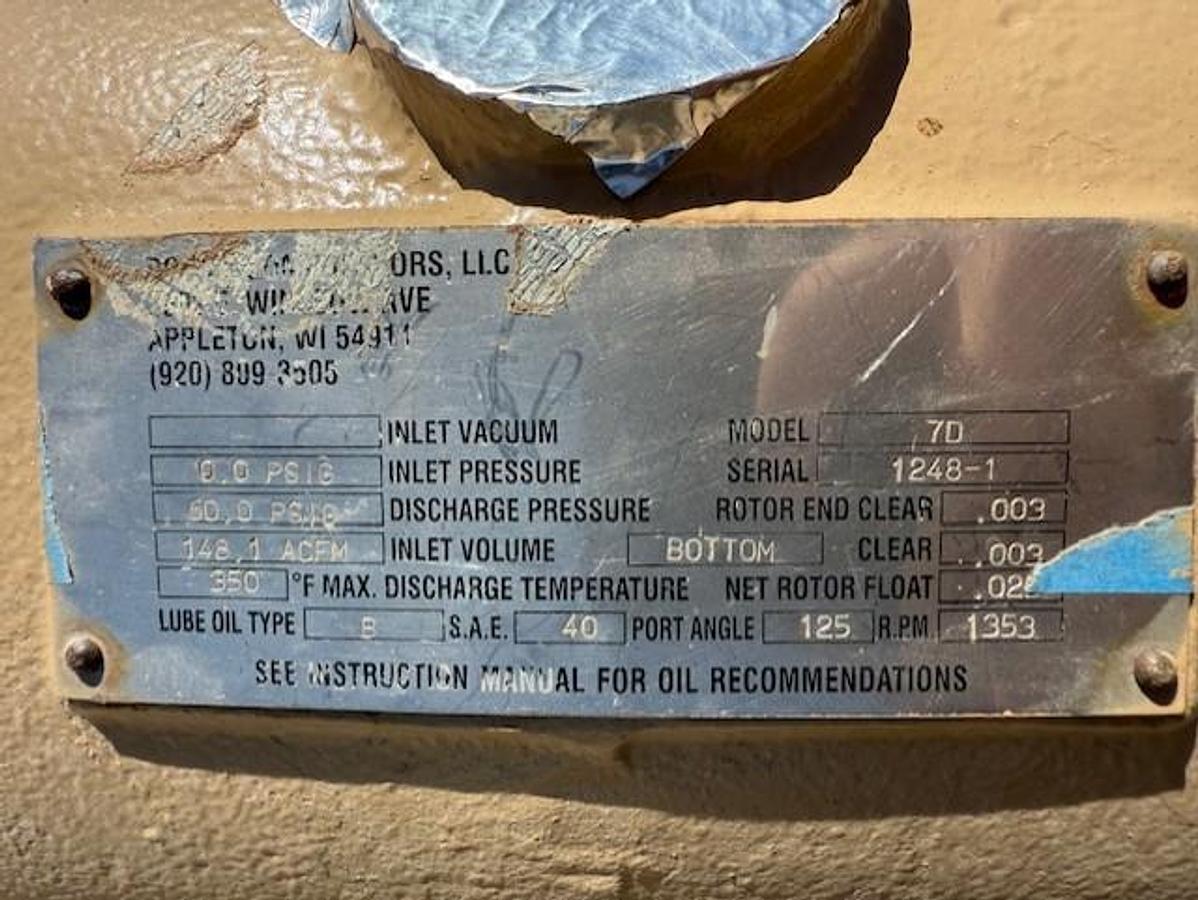 ORS, LLC
AVE
APPLETON, WI 54911
(920) 809 3505
INLET VACUUM MODEL 7D
0.0 PSIG INLET PRESSURE SERIAL 1248-1
PSIG DISCHARGE PRESSURE ROTOR END CLEAR .003
148.1 ACFM INLET VOLUME BOTTOM CLEAR .003
350 °F MAX. DISCHARGE TEMPERATURE NET ROTOR FLOAT
LUBE OIL TYPE B S.A.E. 40 PORT ANGLE 125 R.P.M. 1353
SEE INSTRUCTION MANUAL FOR OIL RECOMMENDATIONS